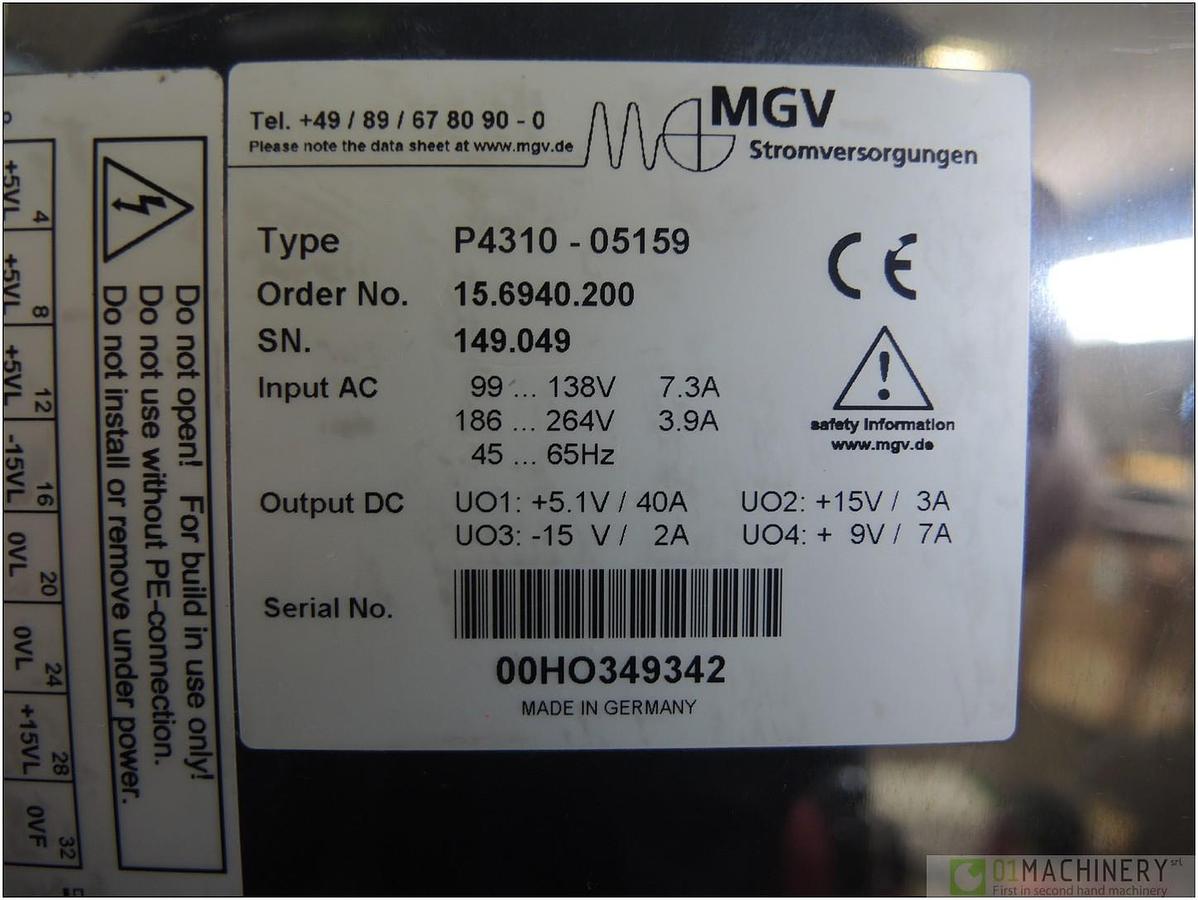 Tel. +49 / 89 / 67 80 90 - 0
Please note the data sheet at www.mgv.de
MGV
Stromversorgungen
Type P4310 - 05159
Order No. 15.6940.200
SN. 149.049
Input AC 99 ... 138V 7.3A
186 ... 264V 3.9A
45 ... 65Hz
CE
safety Information
www.mgv.de
Output DC UO1: +5.1V / 40A UO2: +15V / 3A
UO3: -15 V / 2A UO4: + 9V / 7A
Serial No.
00HO349342
MADE IN GERMANY
Do not open! For build in use only!
Do not use without PE-connection.
Do not install or remove under power.
+5VL 4
+5VL 8
+5VL 12
-15VL 16
0VL 20
0VL 24
+15VL 28
0VF 32
01MACHINERY srl
First in second hand machinery